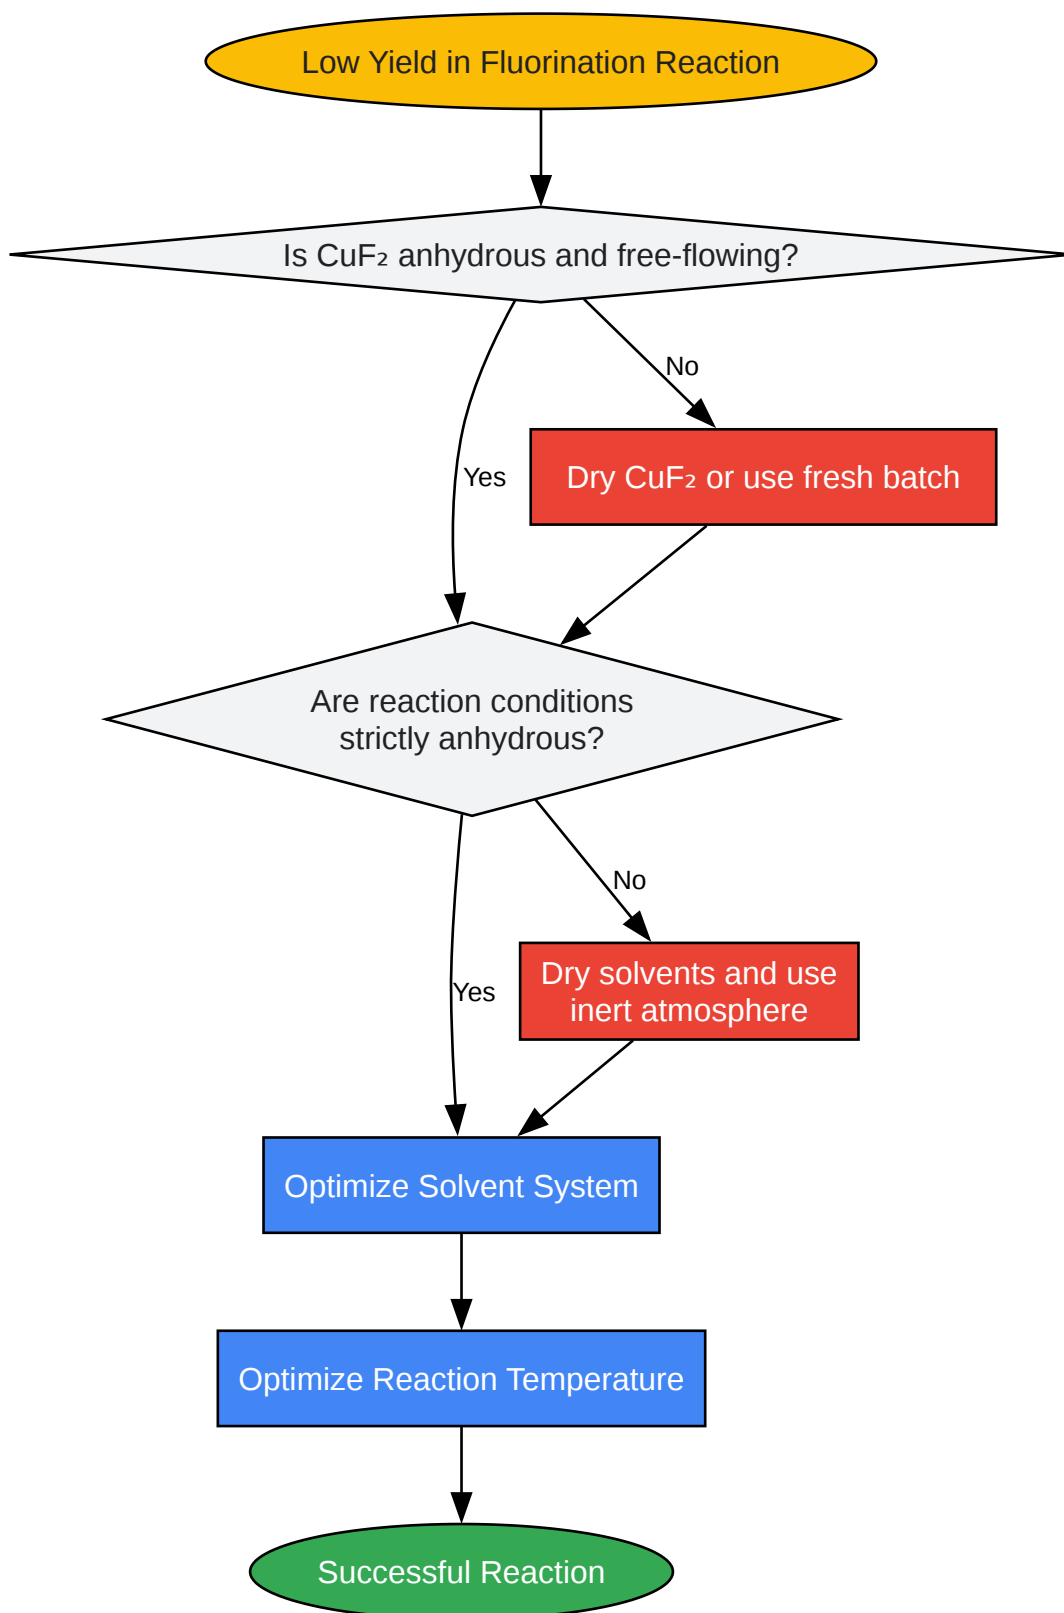 Low Yield in Fluorination Reaction
Is CuF₂ anhydrous and free-flowing?
No
Yes
Dry CuF₂ or use fresh batch
Are reaction conditions
strictly anhydrous?
No
Yes
Dry solvents and use
inert atmosphere
Optimize Solvent System
Optimize Reaction Temperature
Successful Reaction